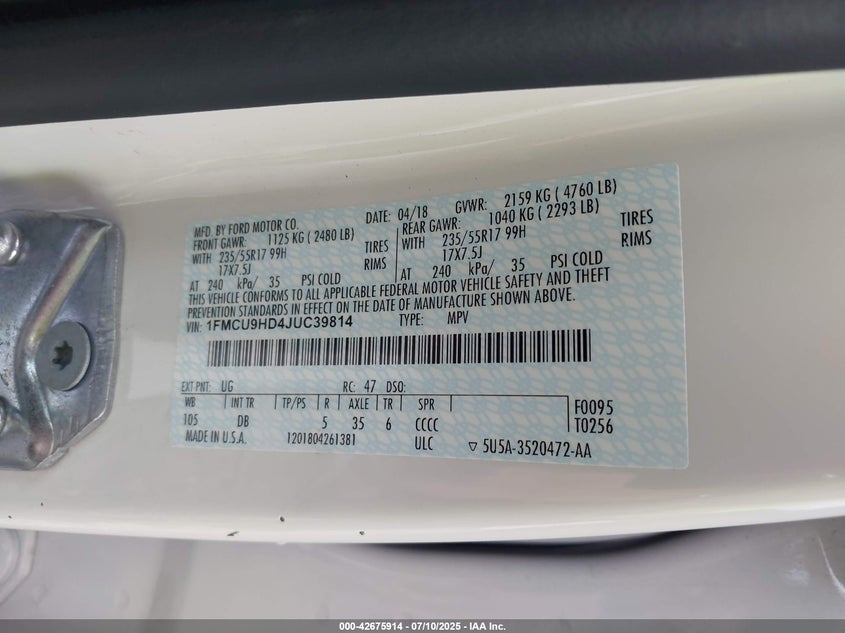 MFD. BY FORD MOTOR CO.
DATE: 04/18 GVWR: 2159 KG ( 4760 LB)
FRONT GAWR: 1125 KG ( 2480 LB) REAR GAWR: 1040 KG ( 2293 LB)
WITH 235/55R17 99H TIRES WITH 235/55R17 99H TIRES
17X7.5J RIMS 17X7.5J RIMS
AT 240 kPa/ 35 PSI COLD AT 240 kPa/ 35 PSI COLD
THIS VEHICLE CONFORMS TO ALL APPLICABLE FEDERAL MOTOR VEHICLE SAFETY AND THEFT
PREVENTION STANDARDS IN EFFECT ON THE DATE OF MANUFACTURE SHOWN ABOVE.
VIN: 1FMCU9HD4JUC39814 TYPE: MPV
EXT PNT: UG RC: 47 DSO:
WB INT TR TP/PS R AXLE TR SPR F0095
105 DB 5 35 6 CCCC T0256
MADE IN U.S.A. 1201804261381 ULC ▽ 5U5A-3520472-AA
000-42675914 - 07/10/2025 - IAA Inc.